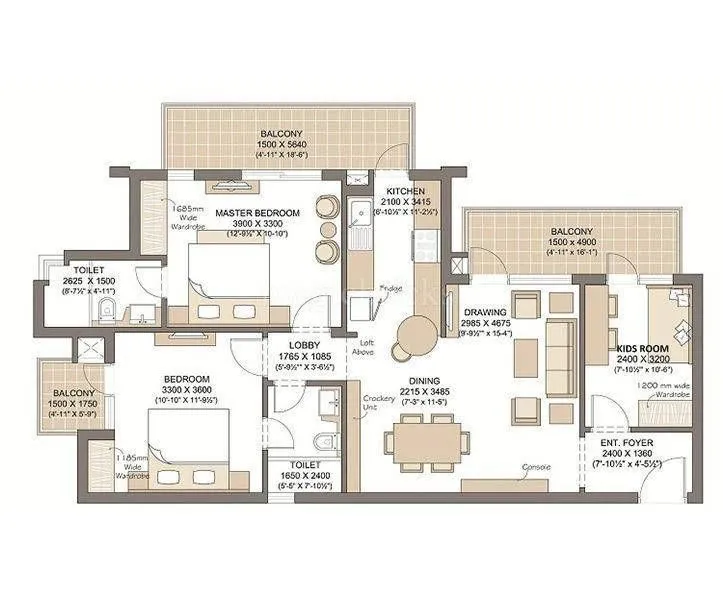 BALCONY
1500 X 5640
(4'-11" X 18'-6")
1685mm
Wide
Wardrobe
MASTER BEDROOM
3900 X 3300
(12'-9½" X 10'-10")
KITCHEN
2100 X 3415
(6'-10½" X 11'-2½")
BALCONY
1500 X 4900
(4'-11" X 16'-1")
TOILET
2625 X 1500
(8'-7½" X 4'-11")
Fridge
DRAWING
2985 X 4675
(9'-9½" x 15'-4")
KIDS ROOM
2400 X 3200
(7'-10½" x 10'-6")
1200 mm wide
Wardrobe
LOBBY
1765 X 1085
(5'-9½" X 3'-6½")
Loft
Above
BALCONY
1500 X 1750
(4'-11" X 5'-9")
BEDROOM
3300 X 3600
(10'-10" X 11'-9½")
DINING
2215 X 3485
(7'-3" x 11'-5")
Crockery
Unit
1185mm
Wide
Wardrobe
TOILET
1650 X 2400
(5'-5" X 7'-10½")
Console
ENT. FOYER
2400 X 1360
(7'-10½" x 4'-5½")